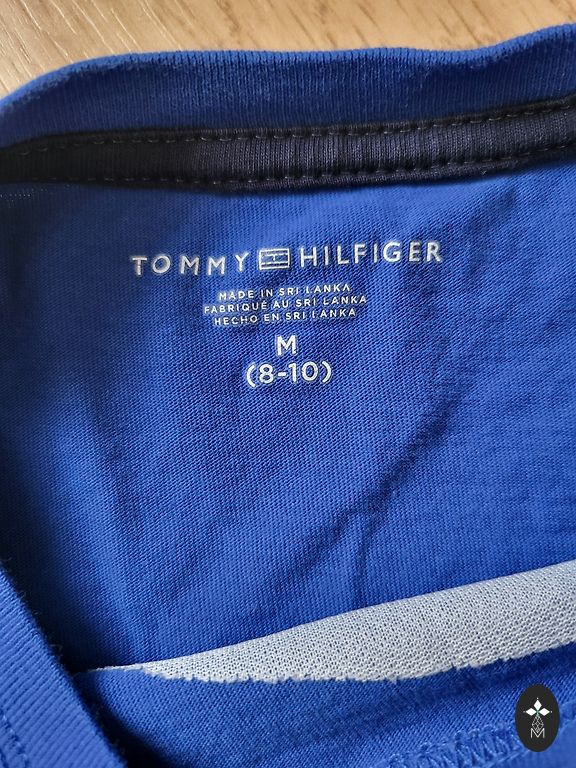 TOMMY HILFIGER
MADE IN SRI LANKA
FABRIQUÉ AU SRI LANKA
HECHO EN SRI LANKA
M
(8-10)
M